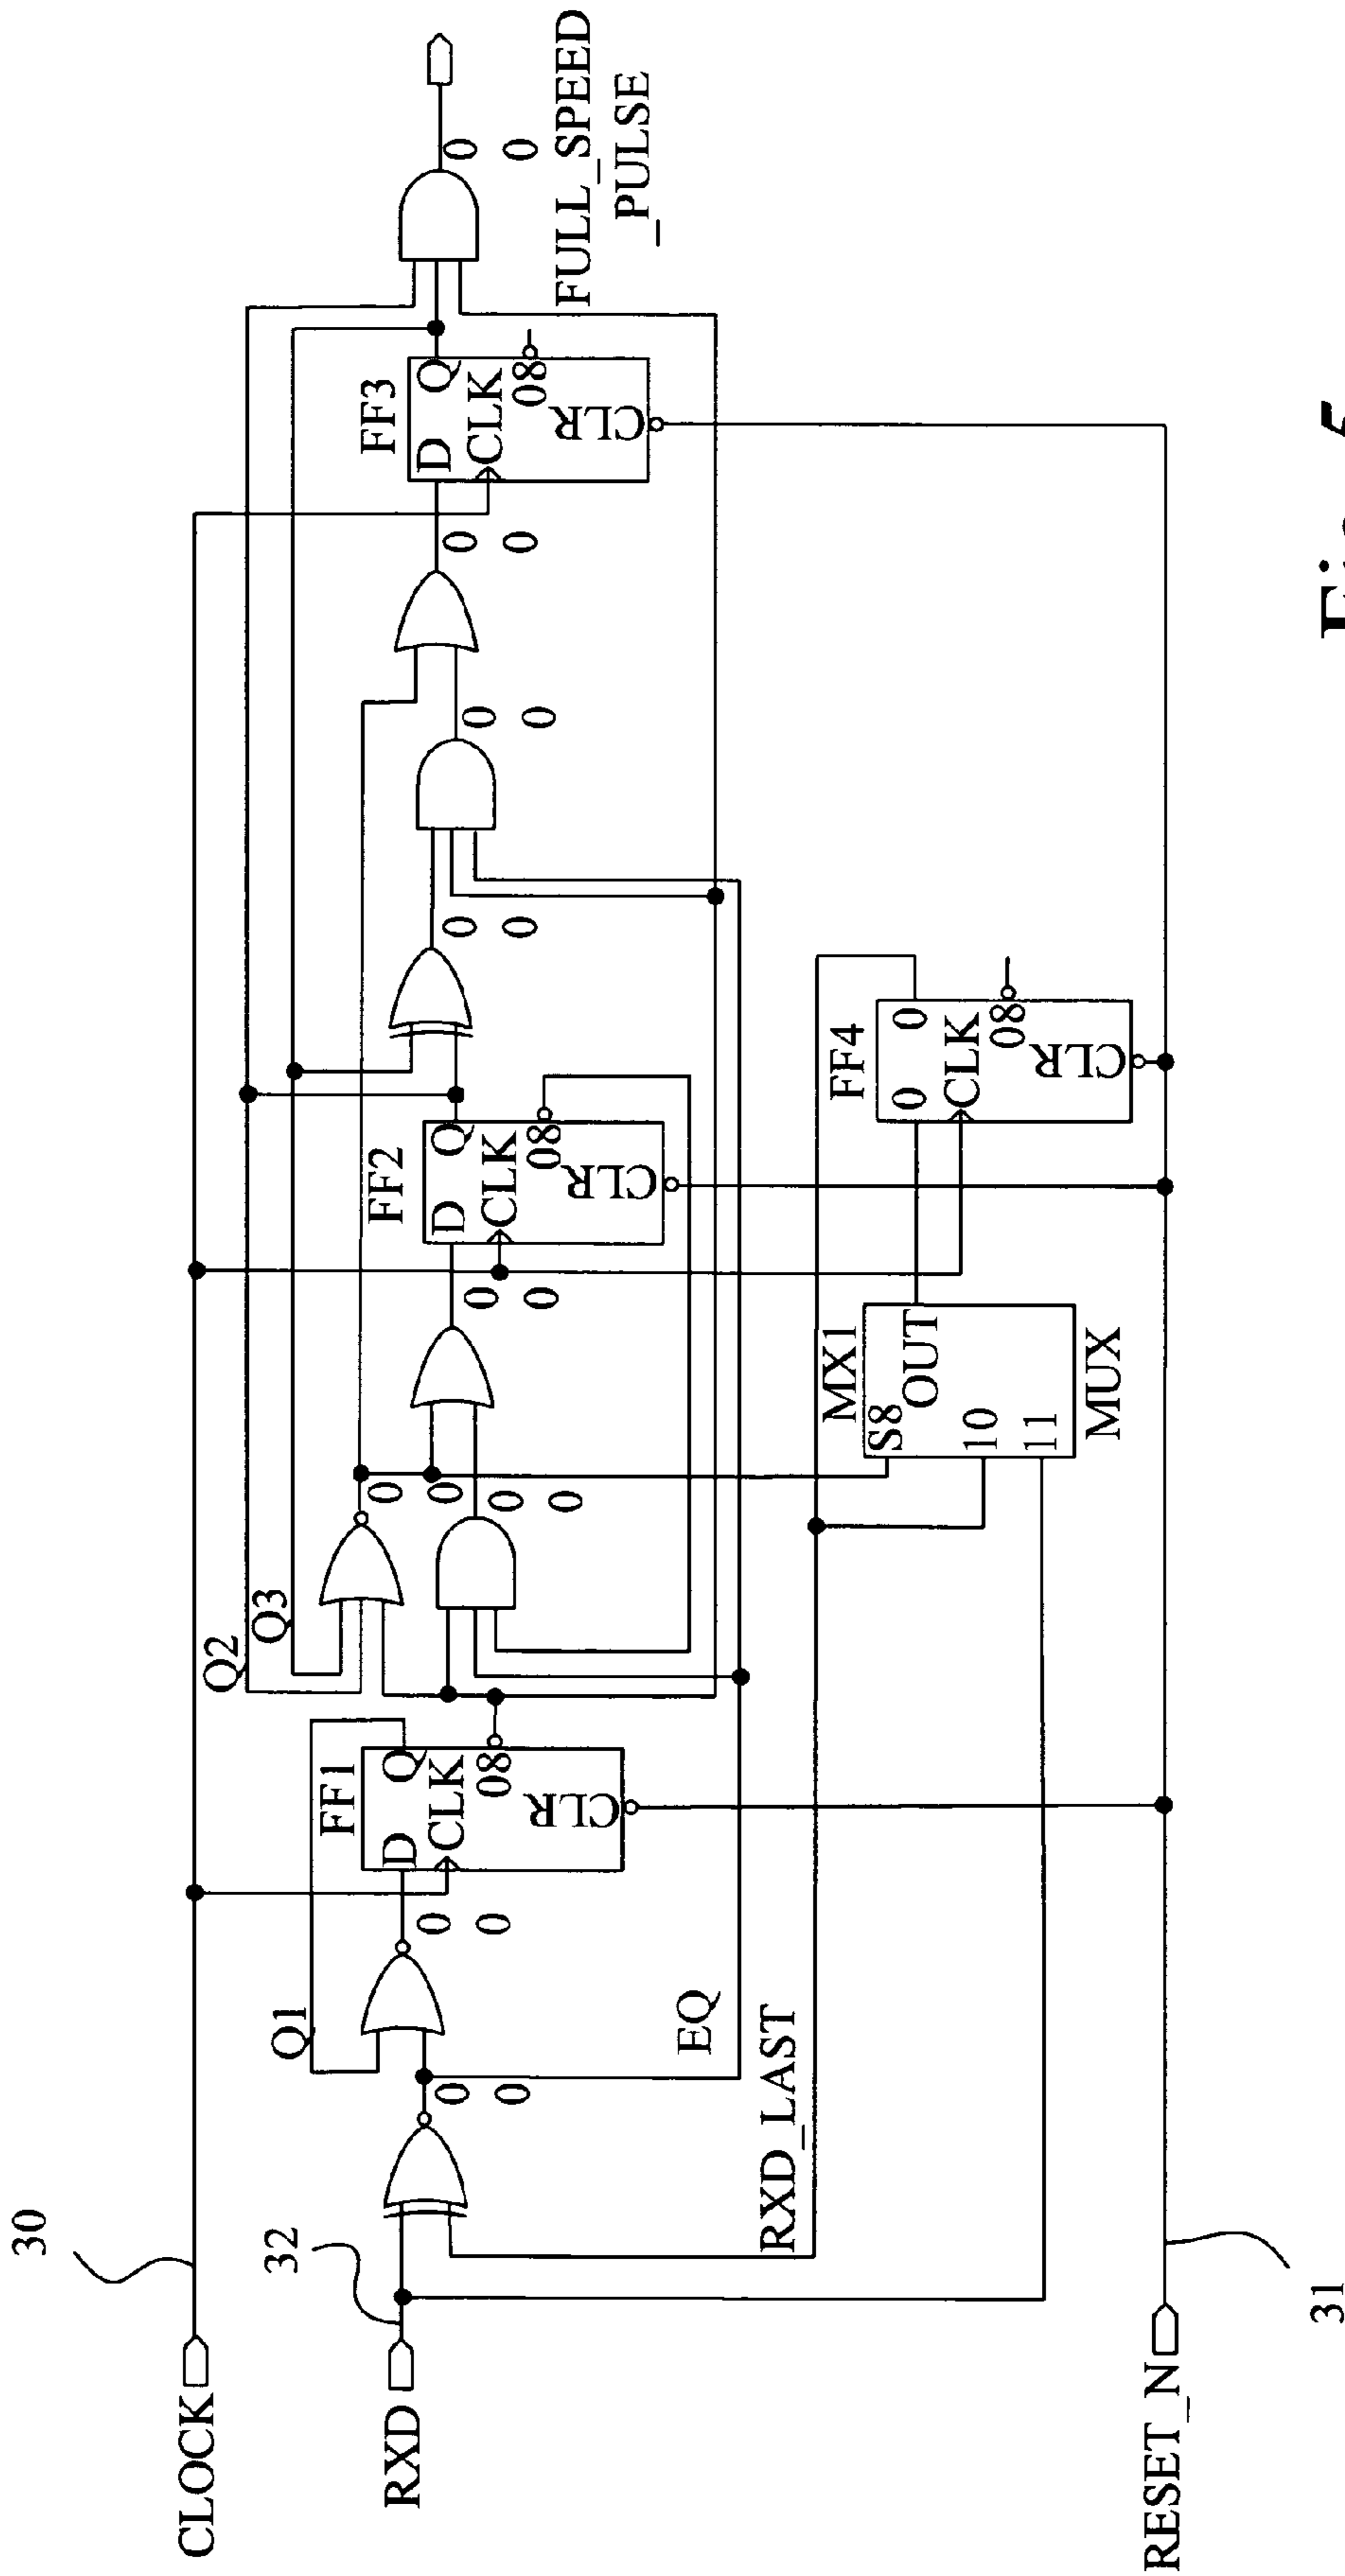 30
CLOCK
32
RXD
RESET_N
31
Q1
EQ
RXD_LAST
0
0
0
0
FF1
D
Q
CLK
08
CLR
Q2
Q3
0
0
0
0
MX1
S8
OUT
10
11
MUX
0
0
FF2
D
Q
CLK
08
CLR
FF4
0
0
CLK
08
CLR
0
0
0
0
0
0
FF3
D
Q
CLK
08
CLR
0
0
FULL_SPEED
_PULSE